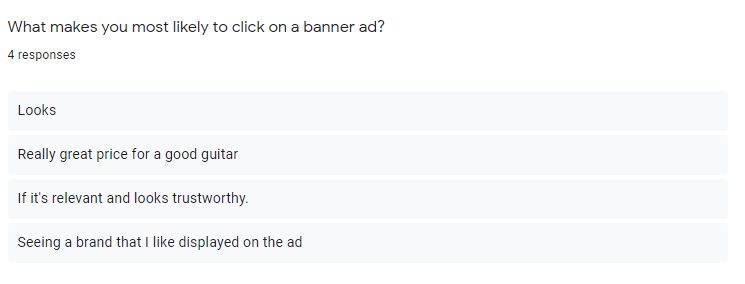 What makes you most likely to click on a banner ad?
4 responses
Looks
Really great price for a good guitar
If it's relevant and looks trustworthy.
Seeing a brand that I like displayed on the ad